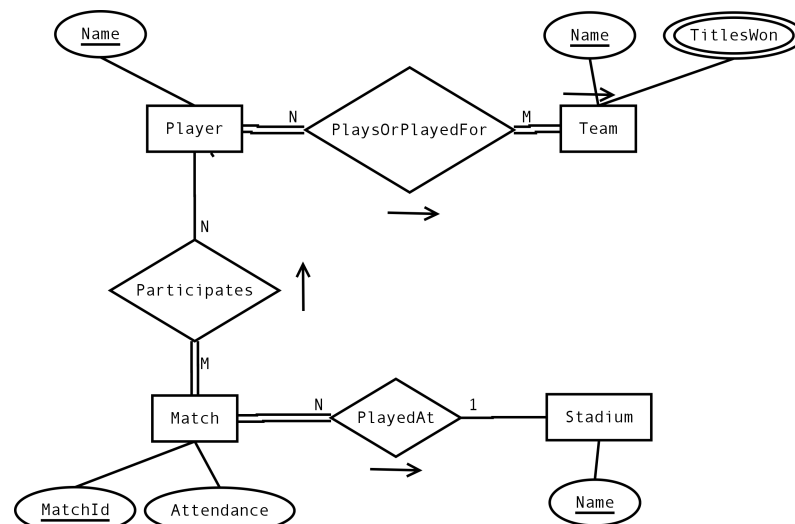 Name
Name
TitlesWon
Player
N
PlaysOrPlayedFor
M
Team
N
Participates
M
Match
N
PlayedAt
1
Stadium
MatchId
Attendance
Name